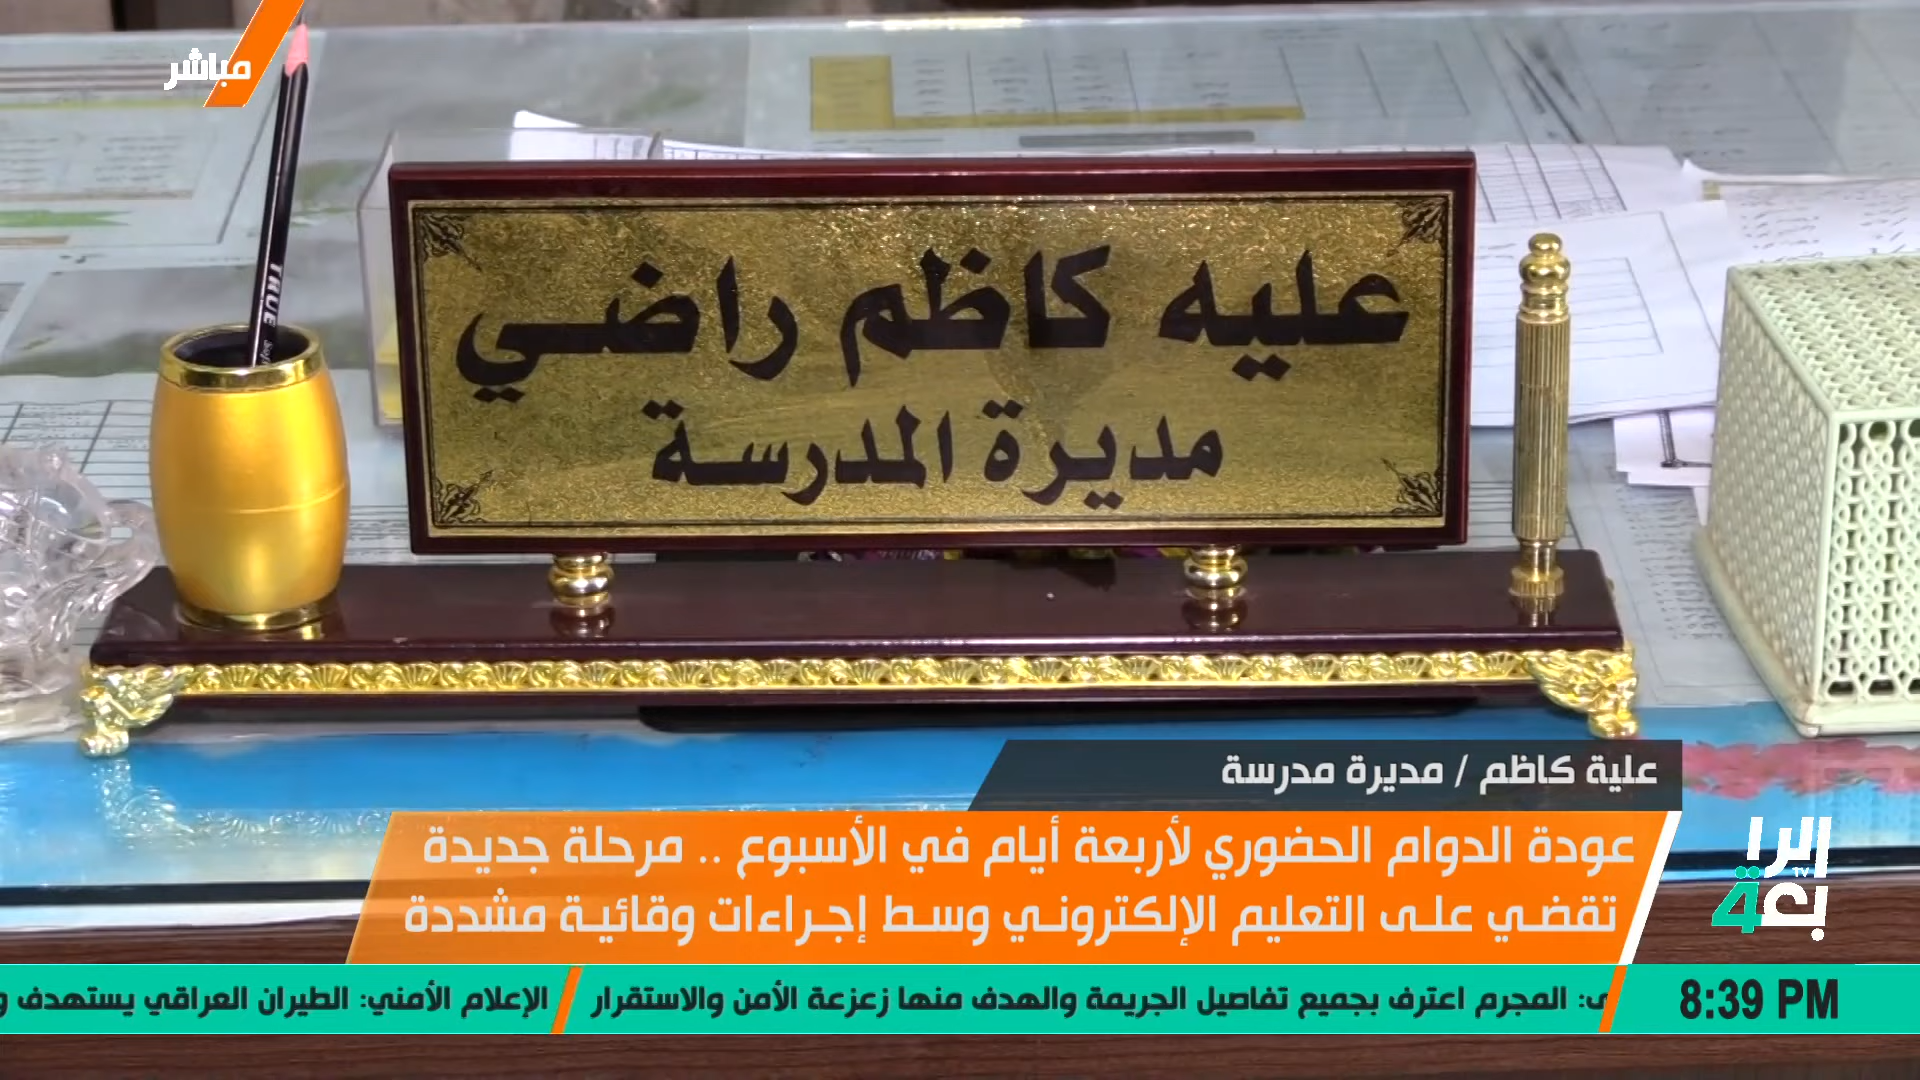 مباشر
عليه كاظم راضي
مديرة المدرسة
TRUE
علية كاظم / مديرة مدرسة
عودة الدوام الحضوري لأربعة أيام في الأسبوع .. مرحلة جديدة
تقضي على التعليم الإلكتروني وسط إجراءات وقائية مشددة
الرابعة TV
ى: المجرم اعترف بجميع تفاصيل الجريمة والهدف منها زعزعة الأمن والاستقرار / الإعلام الأمني: الطيران العراقي يستهدف و
8:39 PM